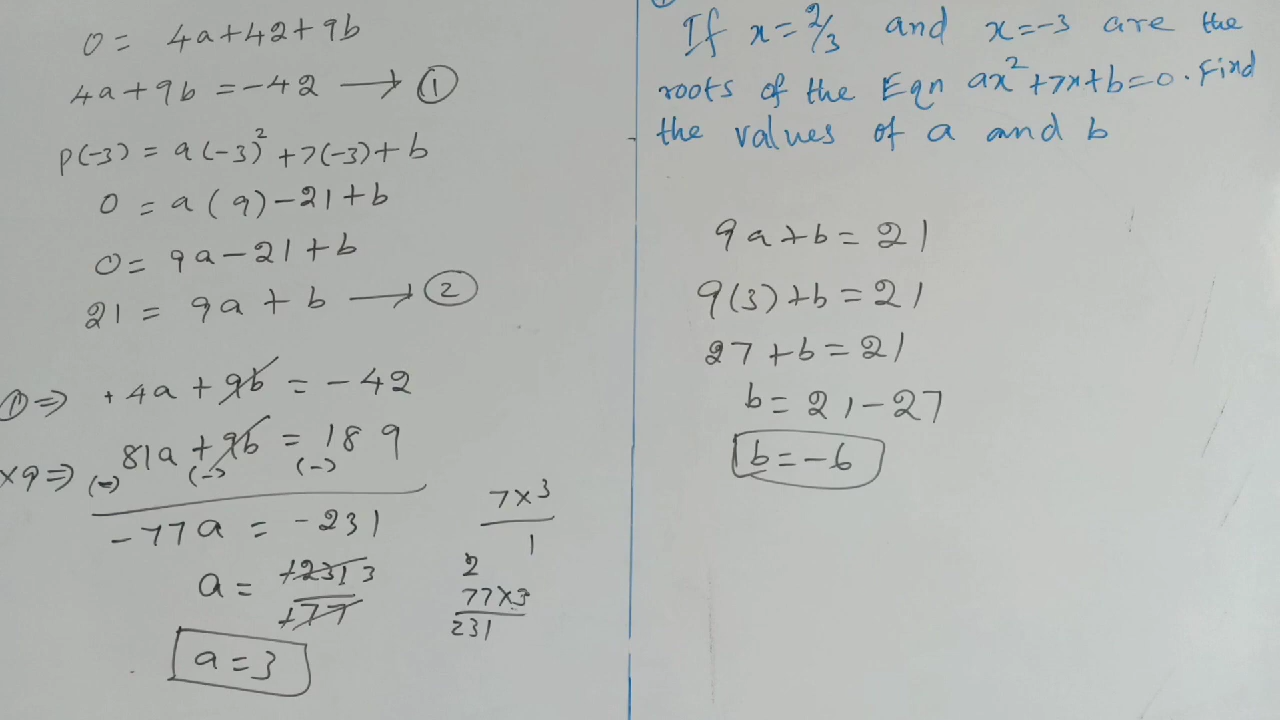 0 = 4a+42+9b
4a+9b = -42 → ①
P(-3) = a(-3)²+7(-3)+b
0 = a(9)-21+b
0 = 9a-21+b
21 = 9a+b → ②
①⇒ +4a+9b = -42
×9⇒ 81a+9b = 189
(-) (-) (-)
-77a = -231
a = +231 3
+77
a = 3
7×3
1
2
77×3
231
If x=2/3 and x=-3 are the
roots of the Eqn ax²+7x+b=0. Find
the values of a and b
9a+b = 21
9(3)+b = 21
27+b = 21
b = 21-27
b = -6